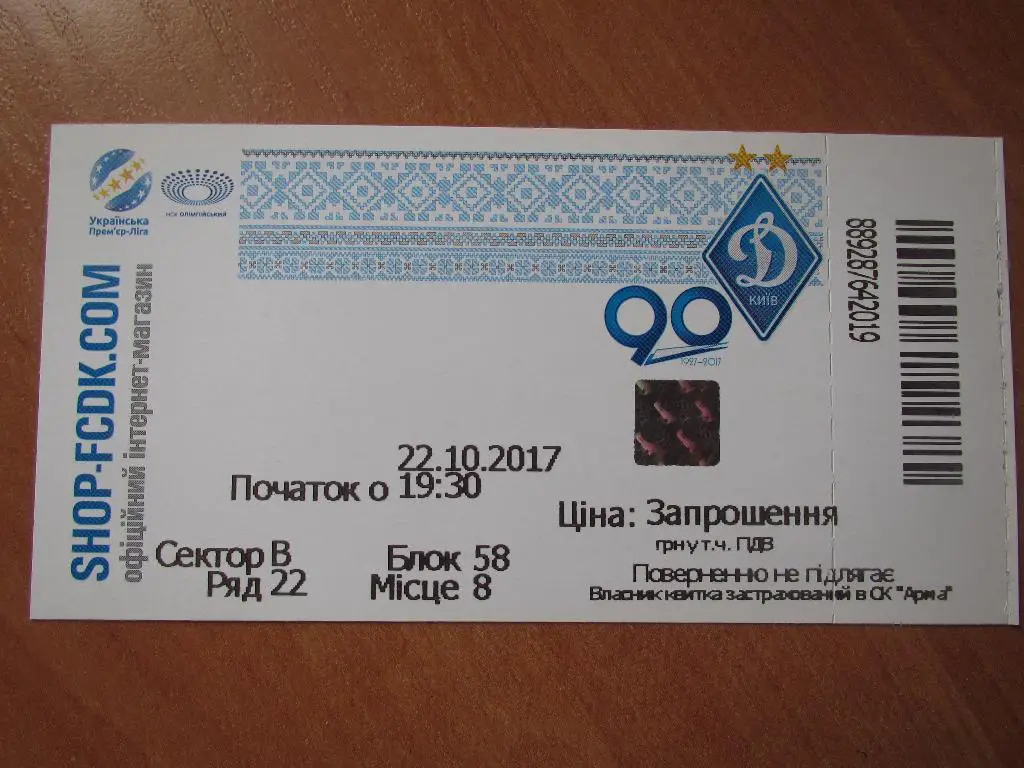 Українська
Прем'єр-Ліга
НСК ОЛІМПІЙСЬКИЙ
SHOP-FCDK.COM
офіційний інтернет-магазин
Д
КИЇВ
90
1927-2017
22.10.2017
Початок о 19:30
Ціна: Запрошення
грн у т.ч. ПДВ
Сектор В
Блок 58
Ряд 22
Місце 8
Поверненню не підлягає
Власник квитка застрахований в СК "Арма"
889287642019